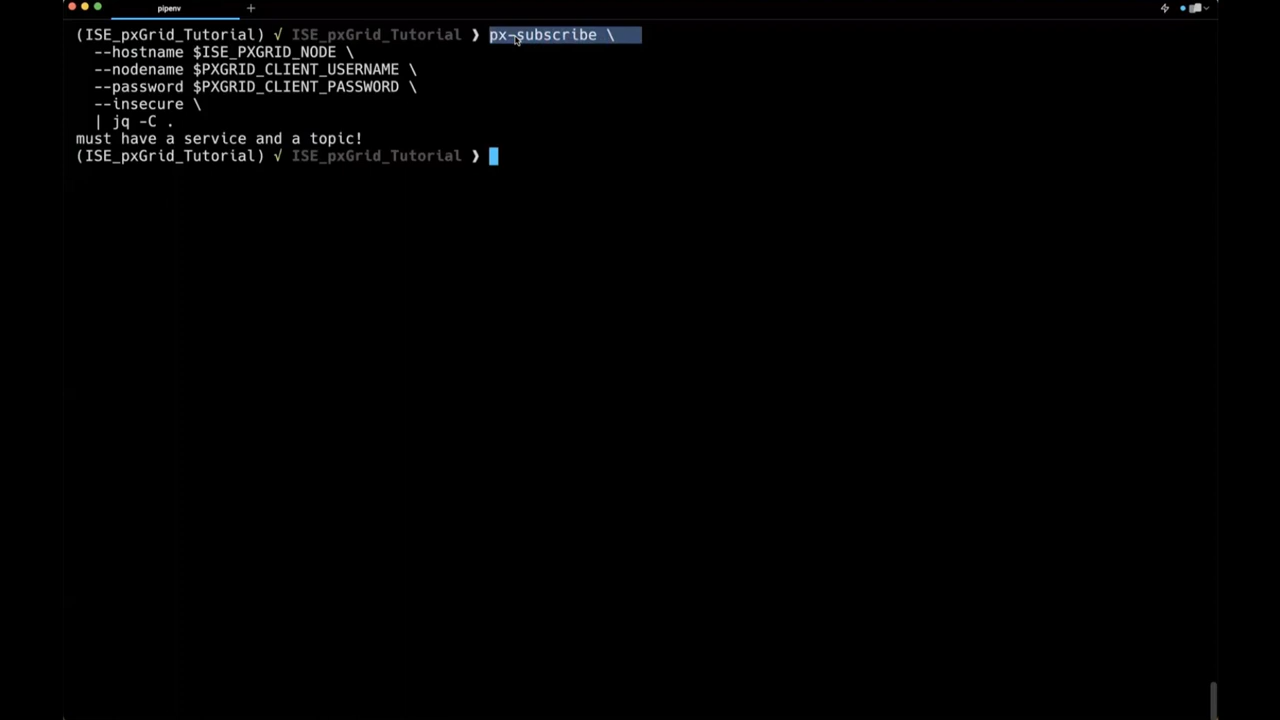 pipenv
(ISE_pxGrid_Tutorial) √ ISE_pxGrid_Tutorial ❯ px-subscribe \
--hostname $ISE_PXGRID_NODE \
--nodename $PXGRID_CLIENT_USERNAME \
--password $PXGRID_CLIENT_PASSWORD \
--insecure \
| jq -C .
must have a service and a topic!
(ISE_pxGrid_Tutorial) √ ISE_pxGrid_Tutorial ❯